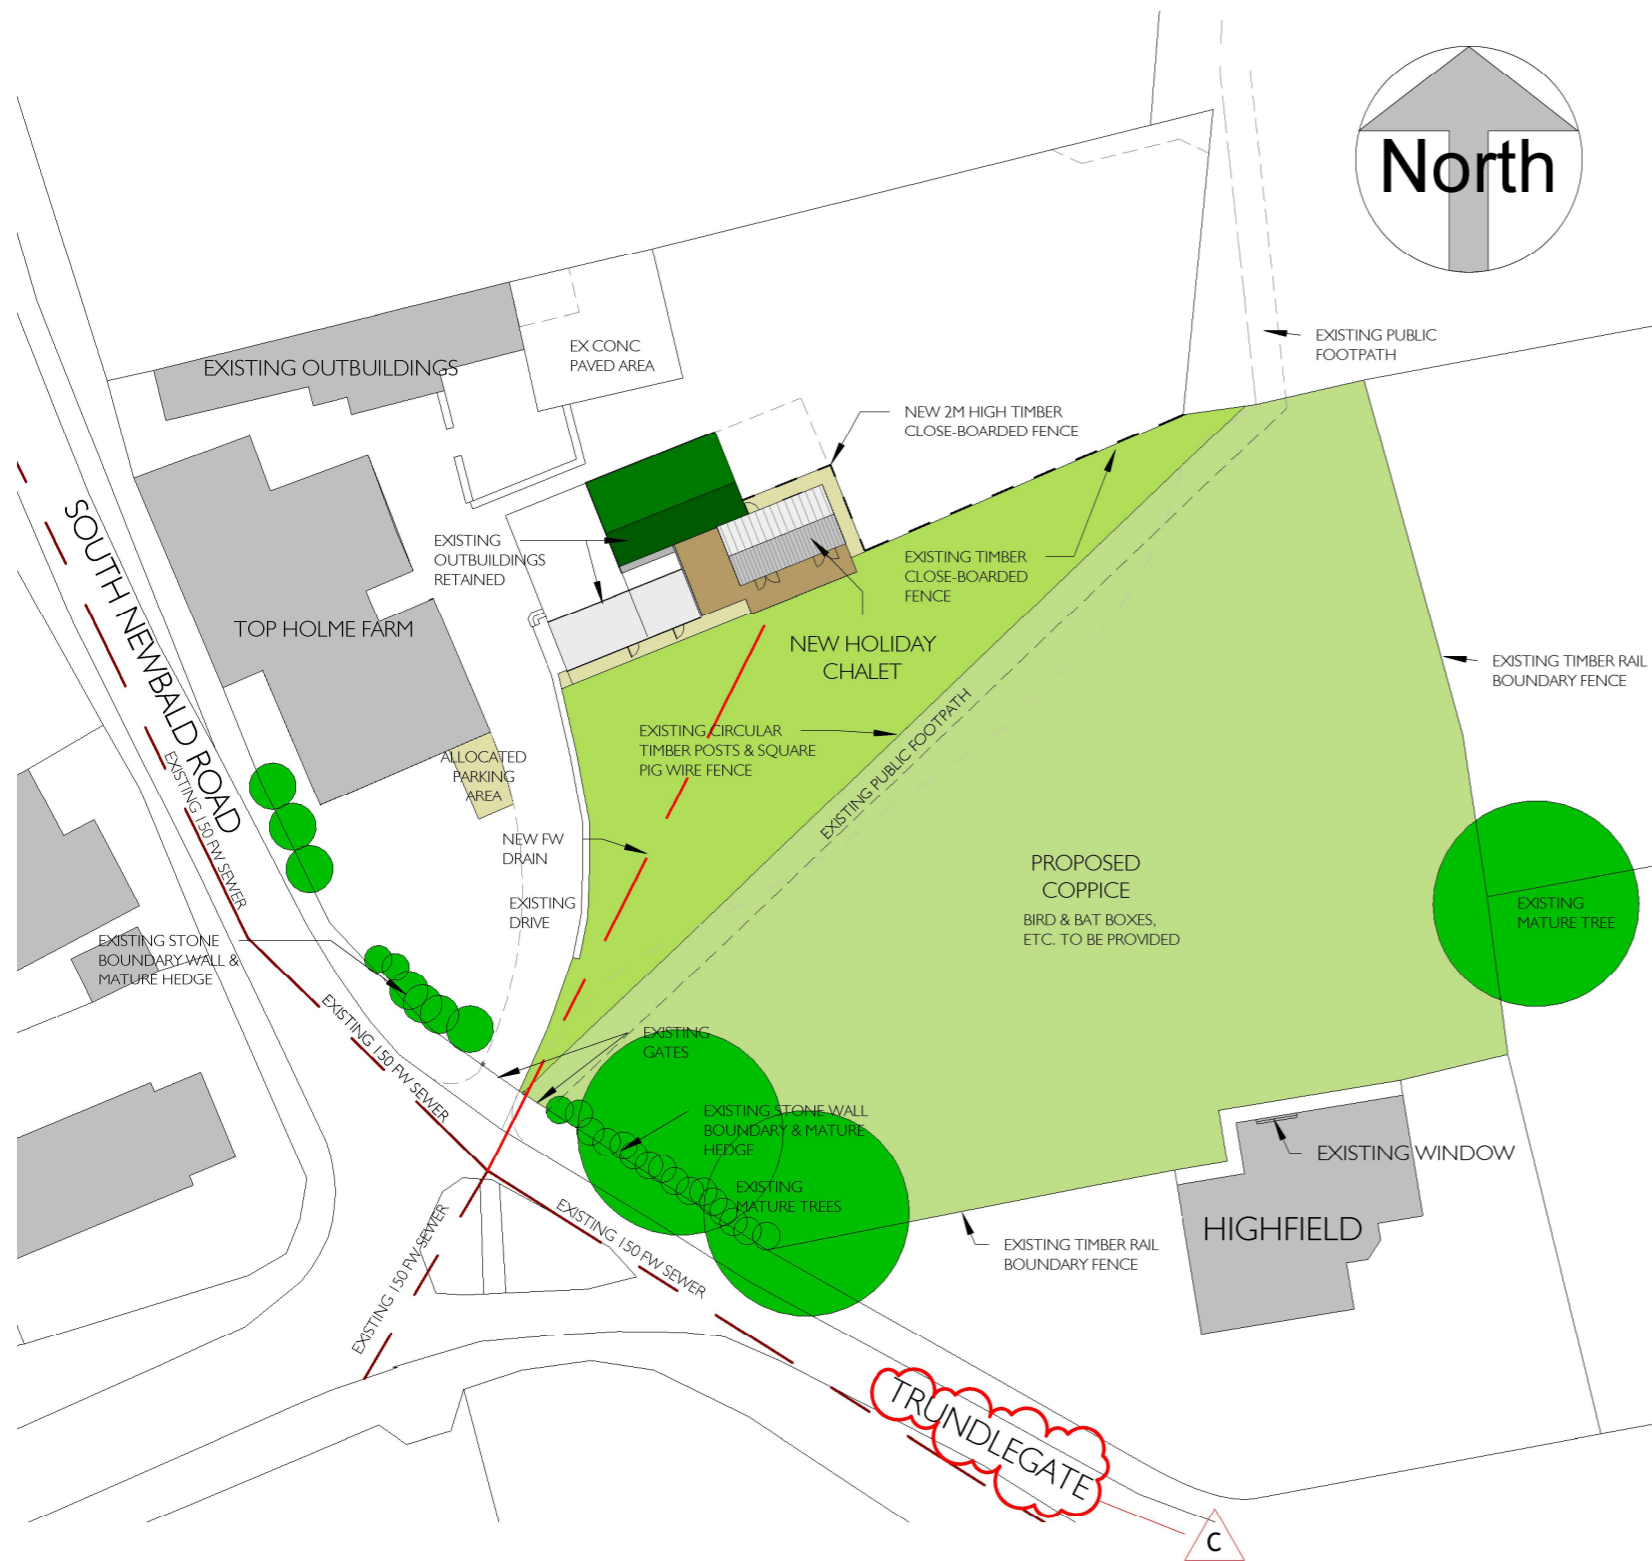 North
EXISTING PUBLIC
FOOTPATH
EX CONC
PAVED AREA
EXISTING OUTBUILDINGS
NEW 2M HIGH TIMBER
CLOSE-BOARDED FENCE
SOUTH NEWBALD ROAD
EXISTING
OUTBUILDINGS
RETAINED
EXISTING TIMBER
CLOSE-BOARDED
FENCE
TOP HOLME FARM
NEW HOLIDAY
CHALET
EXISTING TIMBER RAIL
BOUNDARY FENCE
EXISTING CIRCULAR
TIMBER POSTS & SQUARE
PIG WIRE FENCE
EXISTING PUBLIC FOOTPATH
ALLOCATED
PARKING
AREA
EXISTING 150 FW SEWER
NEW FW
DRAIN
PROPOSED
COPPICE
BIRD & BAT BOXES,
ETC. TO BE PROVIDED
EXISTING
DRIVE
EXISTING
MATURE TREE
EXISTING STONE
BOUNDARY WALL &
MATURE HEDGE
EXISTING 150 FW SEWER
EXISTING
GATES
EXISTING STONE WALL
BOUNDARY & MATURE
HEDGE
EXISTING WINDOW
EXISTING
MATURE TREES
HIGHFIELD
EXISTING 150 FW SEWER
EXISTING 150 FW SEWER
EXISTING TIMBER RAIL
BOUNDARY FENCE
TRUNDLEGATE
C